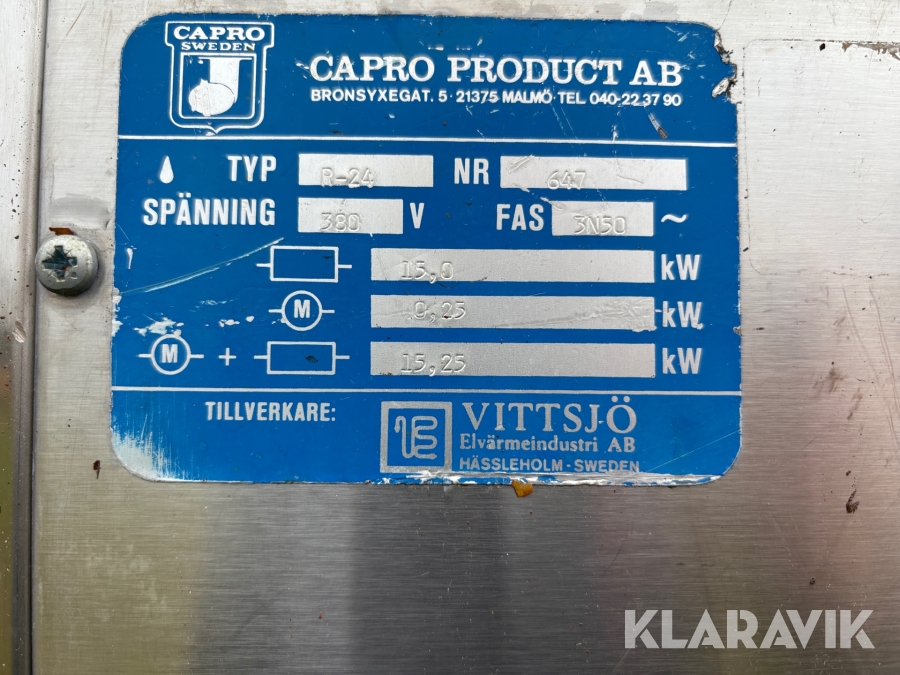 CAPRO
SWEDEN
CAPRO PRODUCT AB
BRONSYXEGAT. 5 · 21375 MALMÖ · TEL 040-22 37 90
TYP R-24 NR 647
SPÄNNING 380 V FAS 3N50 ~
15,0 kW
M 0,25 kW
M + 15,25 kW
TILLVERKARE: VITTSJÖ
Elvärmeindustri AB
HÄSSLEHOLM - SWEDEN
KLARAVIK